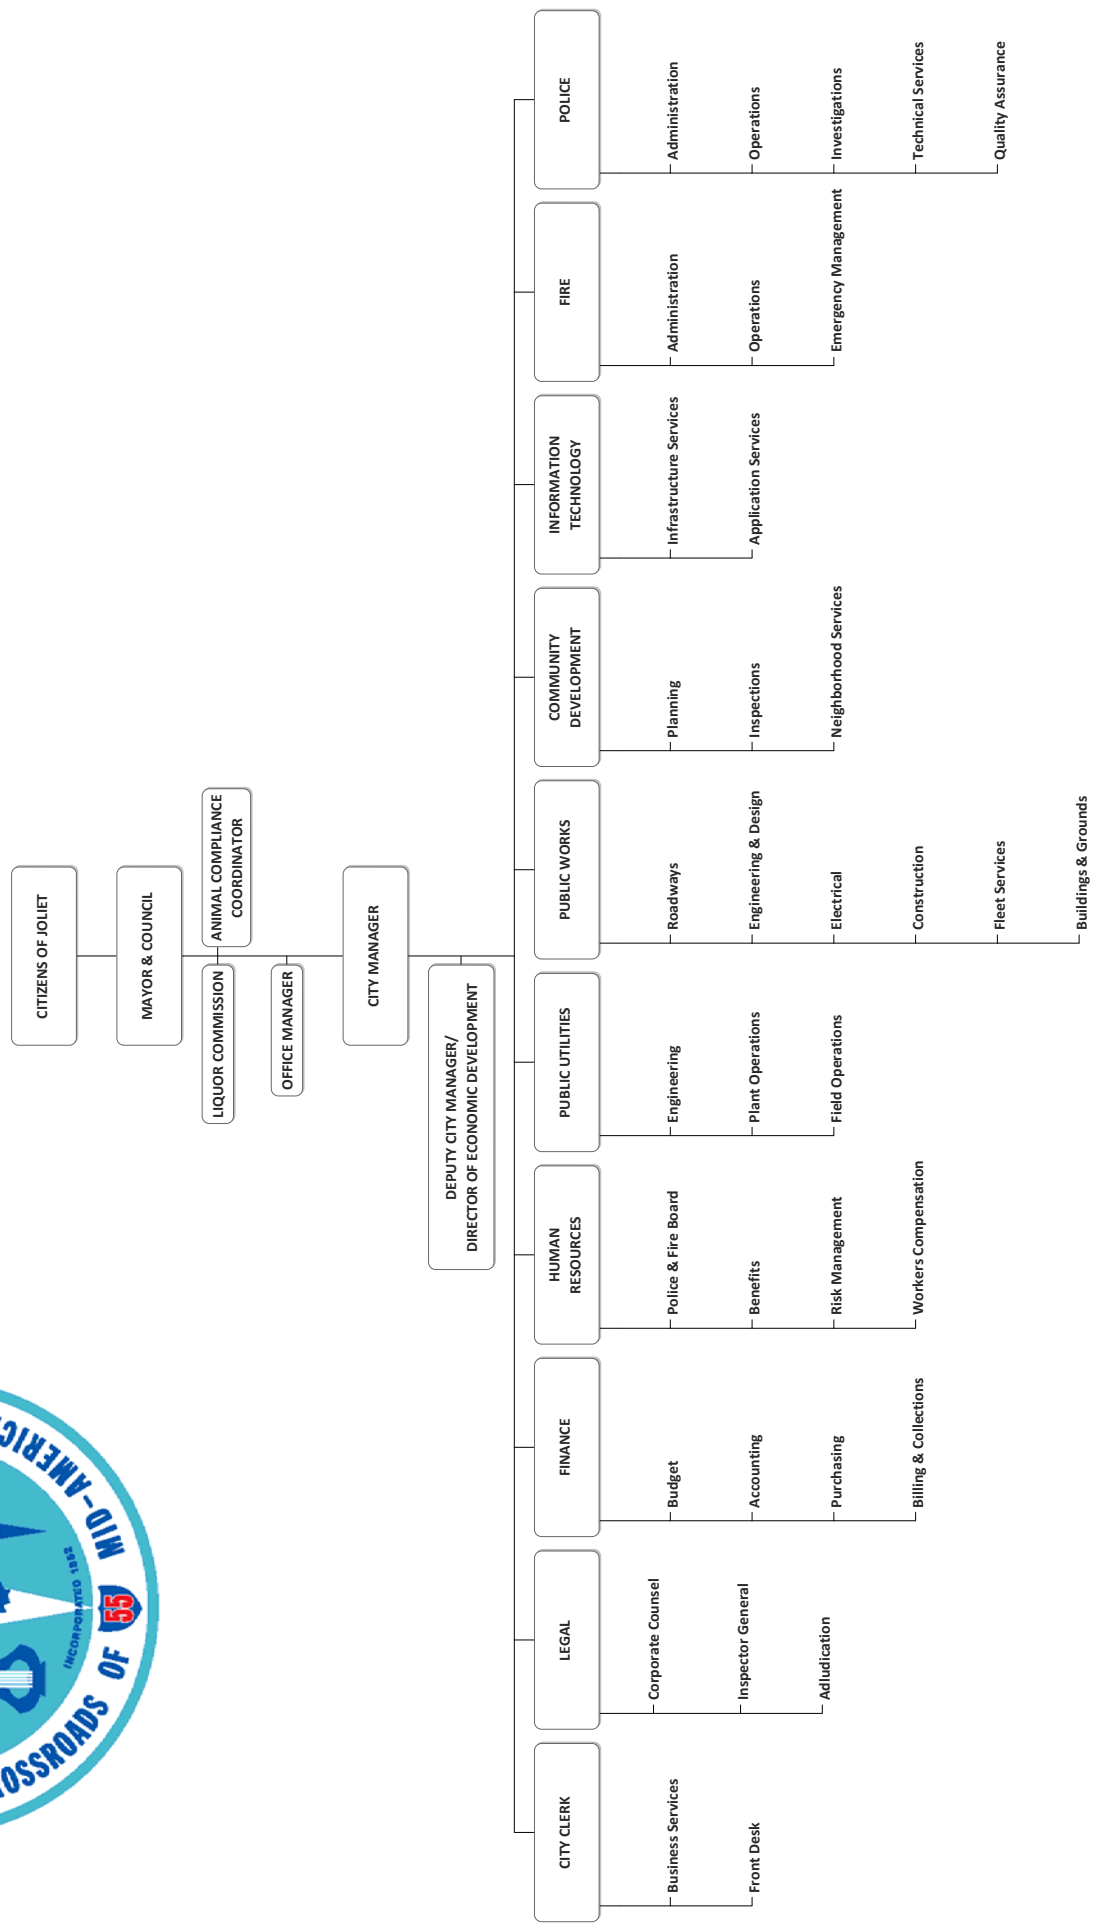 CITIZENS OF JOLIET
MAYOR & COUNCIL
LIQUOR COMMISSION
ANIMAL COMPLIANCE
COORDINATOR
OFFICE MANAGER
CITY MANAGER
DEPUTY CITY MANAGER/
DIRECTOR OF ECONOMIC DEVELOPMENT
CITY CLERK
Business Services
Front Desk
LEGAL
Corporate Counsel
Inspector General
Adludication
FINANCE
Budget
Accounting
Purchasing
Billing & Collections
HUMAN
RESOURCES
Police & Fire Board
Benefits
Risk Management
Workers Compensation
PUBLIC UTILITIES
Engineering
Plant Operations
Field Operations
PUBLIC WORKS
Roadways
Engineering & Design
Electrical
Construction
Fleet Services
Buildings & Grounds
COMMUNITY
DEVELOPMENT
Planning
Inspections
Neighborhood Services
INFORMATION
TECHNOLOGY
Infrastructure Services
Application Services
FIRE
Administration
Operations
Emergency Management
POLICE
Administration
Operations
Investigations
Technical Services
Quality Assurance
OSSROADS OF 55 MID-AMERIC
INCORPORATED 1852